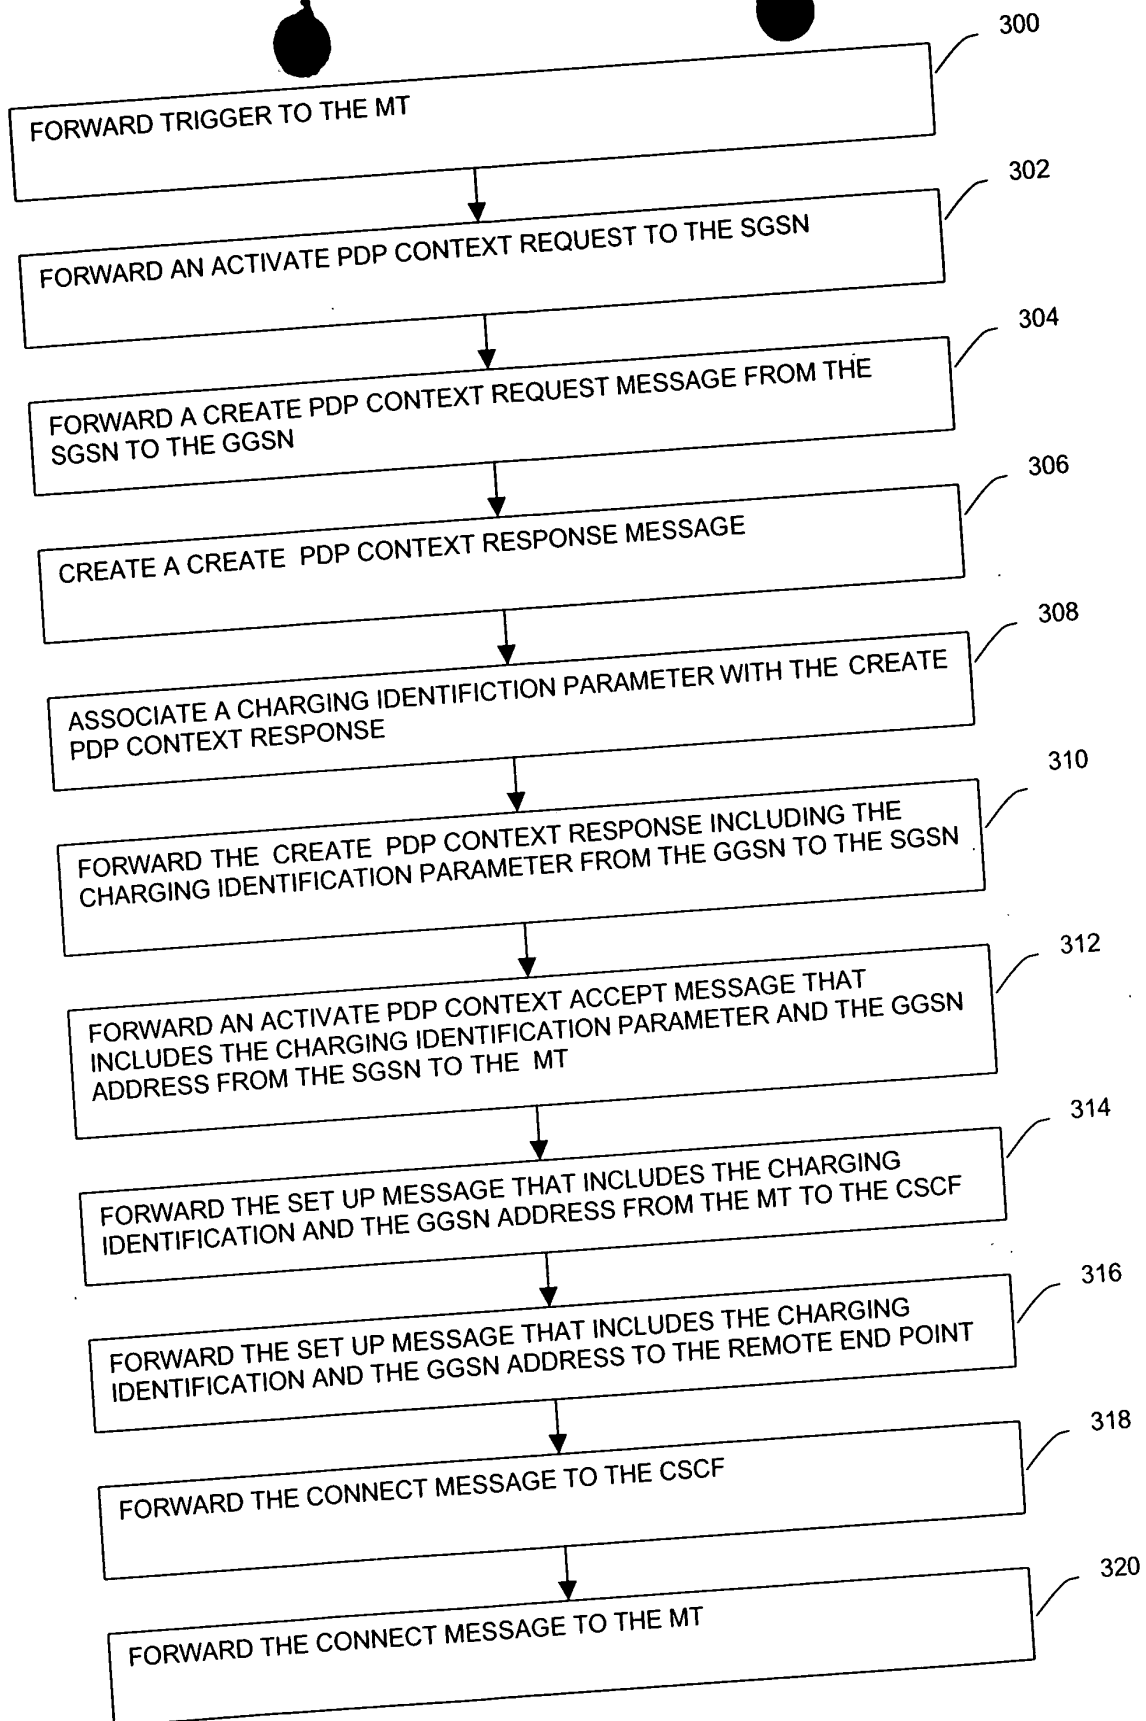 300
FORWARD TRIGGER TO THE MT
302
FORWARD AN ACTIVATE PDP CONTEXT REQUEST TO THE SGSN
304
FORWARD A CREATE PDP CONTEXT REQUEST MESSAGE FROM THE
SGSN TO THE GGSN
306
CREATE A CREATE PDP CONTEXT RESPONSE MESSAGE
308
ASSOCIATE A CHARGING IDENTIFICTION PARAMETER WITH THE CREATE
PDP CONTEXT RESPONSE
310
FORWARD THE CREATE PDP CONTEXT RESPONSE INCLUDING THE
CHARGING IDENTIFICATION PARAMETER FROM THE GGSN TO THE SGSN
312
FORWARD AN ACTIVATE PDP CONTEXT ACCEPT MESSAGE THAT
INCLUDES THE CHARGING IDENTIFICATION PARAMETER AND THE GGSN
ADDRESS FROM THE SGSN TO THE MT
314
FORWARD THE SET UP MESSAGE THAT INCLUDES THE CHARGING
IDENTIFICATION AND THE GGSN ADDRESS FROM THE MT TO THE CSCF
316
FORWARD THE SET UP MESSAGE THAT INCLUDES THE CHARGING
IDENTIFICATION AND THE GGSN ADDRESS TO THE REMOTE END POINT
318
FORWARD THE CONNECT MESSAGE TO THE CSCF
320
FORWARD THE CONNECT MESSAGE TO THE MT